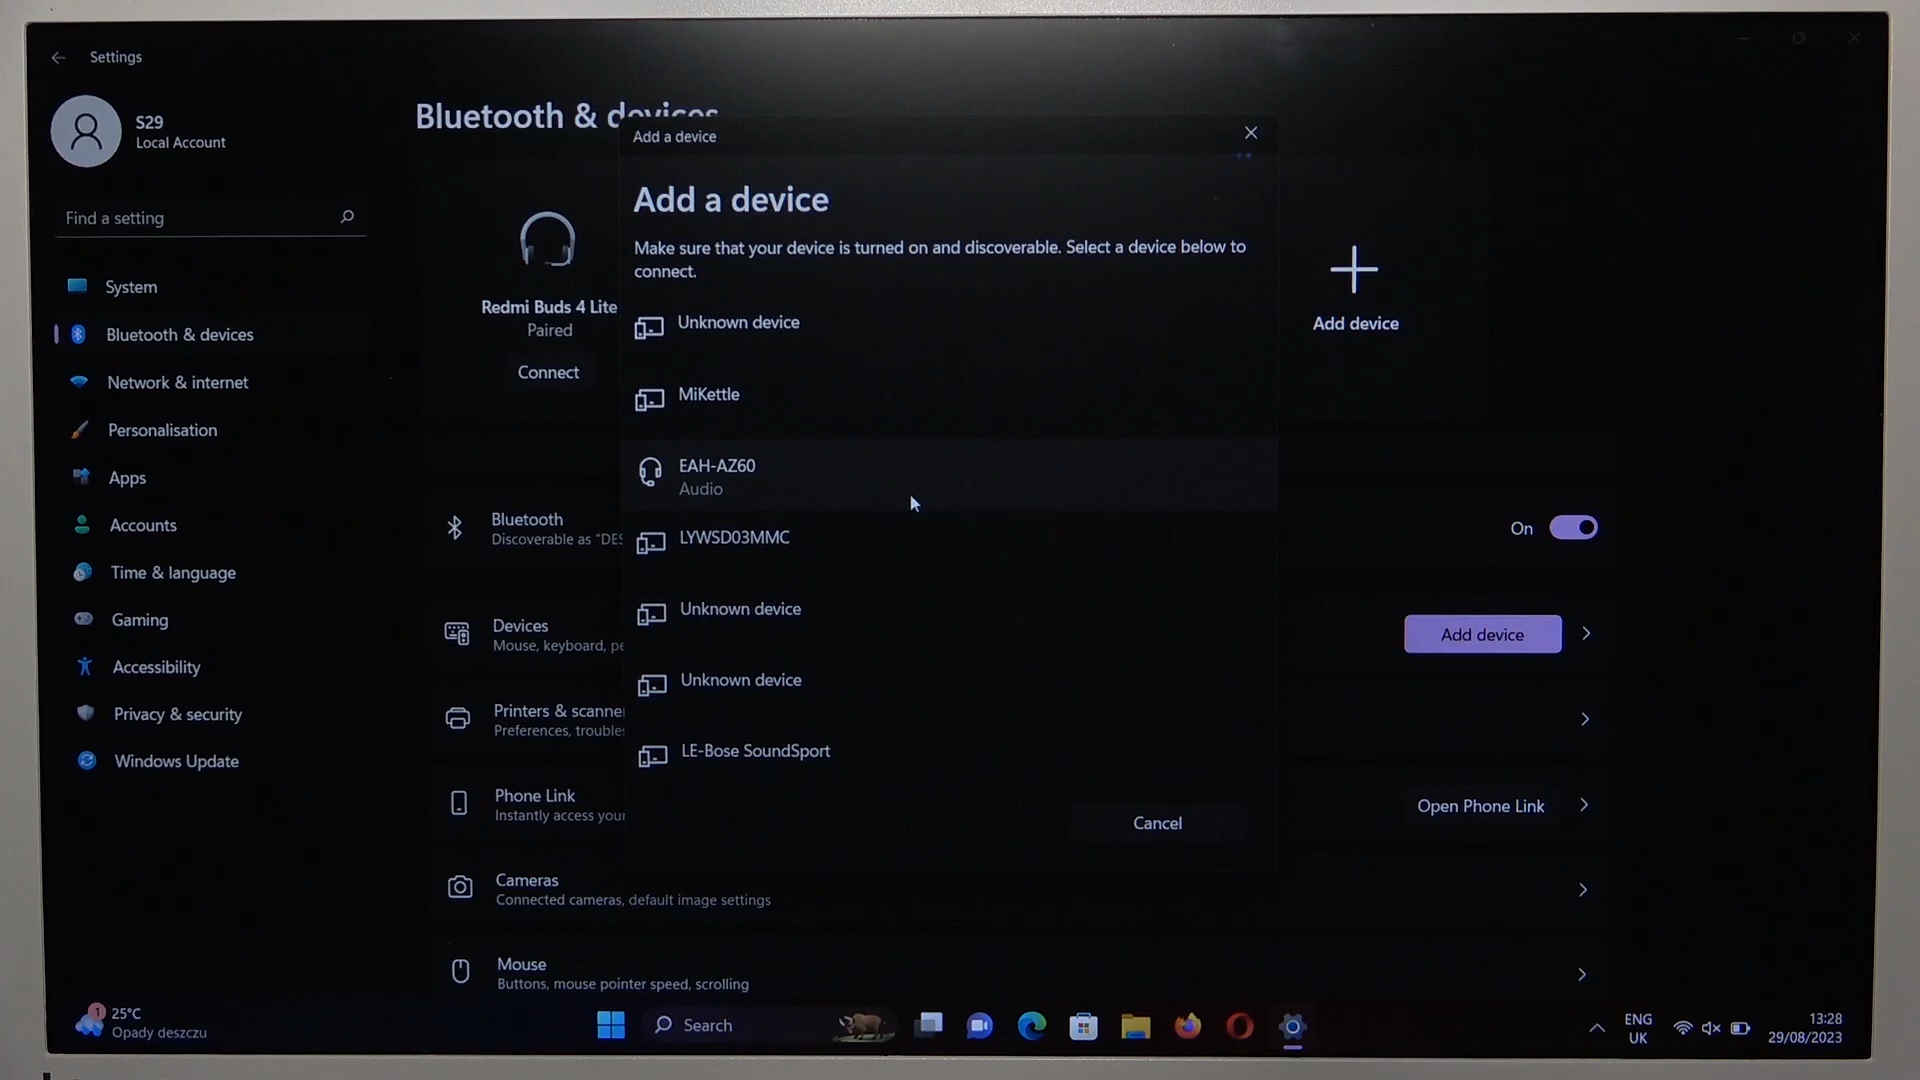 Settings
S29
Local Account
Find a setting
System
Bluetooth & devices
Network & internet
Personalisation
Apps
Accounts
Time & language
Gaming
Accessibility
Privacy & security
Windows Update
Bluetooth & devices
Redmi Buds 4 Lite
Paired
Connect
Add device
Add a device
Add a device
Make sure that your device is turned on and discoverable. Select a device below to
connect.
Unknown device
MiKettle
EAH-AZ60
Audio
LYWSD03MMC
Unknown device
Unknown device
LE-Bose SoundSport
Cancel
Bluetooth
Discoverable as "DES
On
Devices
Mouse, keyboard, pe
Add device
Printers & scanne
Preferences, trouble
Phone Link
Instantly access your
Open Phone Link
Cameras
Connected cameras, default image settings
Mouse
Buttons, mouse pointer speed, scrolling
1
25°C
Opady deszczu
Search
ENG
UK
13:28
29/08/2023